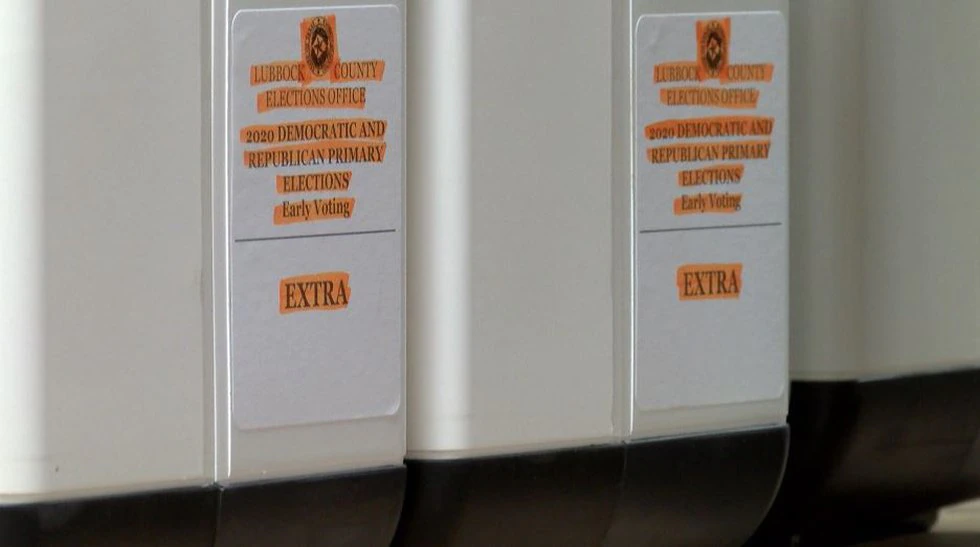 LUBBOCK COUNTY
ELECTIONS OFFICE
2020 DEMOCRATIC AND
REPUBLICAN PRIMARY
ELECTIONS
Early Voting
EXTRA
LUBBOCK COUNTY
ELECTIONS OFFICE
2020 DEMOCRATIC AND
REPUBLICAN PRIMARY
ELECTIONS
Early Voting
EXTRA